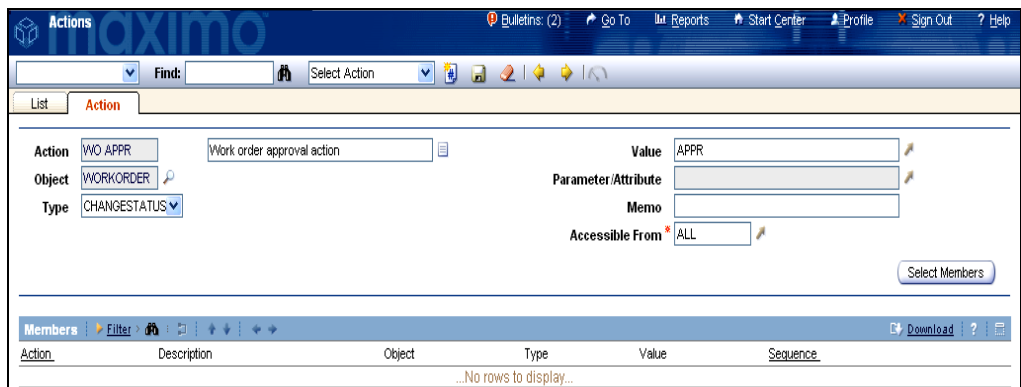 Actions
maximo
Bulletins: (2) Go To Reports Start Center Profile Sign Out ? Help
Find: Select Action
List Action
Action WO APPR Work order approval action Value APPR
Object WORKORDER Parameter/Attribute
Type CHANGESTATUS Memo
Accessible From * ALL
Select Members
Members Filter Download ?
Action Description Object Type Value Sequence
...No rows to display...